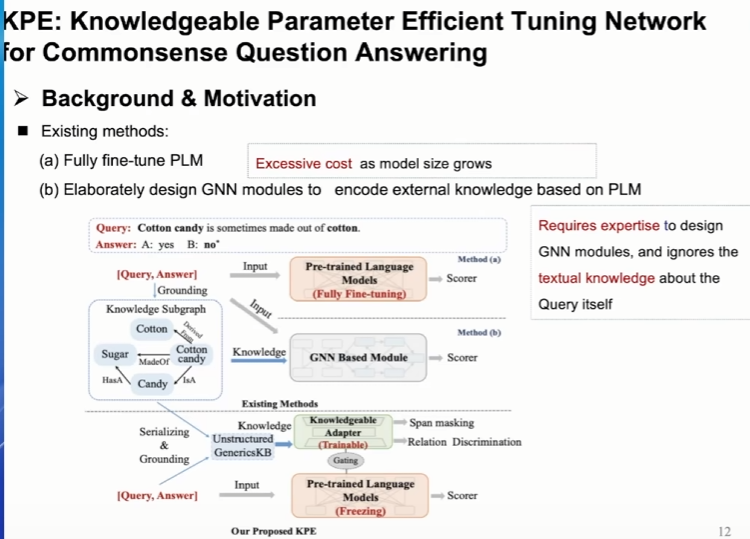 KPE: Knowledgeable Parameter Efficient Tuning Network
for Commonsense Question Answering
➢ Background & Motivation
■ Existing methods:
(a) Fully fine-tune PLM
Excessive cost as model size grows
(b) Elaborately design GNN modules to encode external knowledge based on PLM
Requires expertise to design
GNN modules, and ignores the
textual knowledge about the
Query itself
Query: Cotton candy is sometimes made out of cotton.
Answer: A: yes B: no*
Method (a)
[Query, Answer]
Input
Pre-trained Language
Models
(Fully Fine-tuning)
Scorer
Grounding
Input
Knowledge Subgraph
Cotton
Derived
From
Sugar
MadeOf
Cotton
candy
HasA
Candy
IsA
Method (b)
Knowledge
GNN Based Module
Scorer
Existing Methods
Serializing
&
Grounding
Knowledge
Unstructured
GenericsKB
Knowledgeable
Adapter
(Trainable)
Span masking
Relation Discrimination
Gating
[Query, Answer]
Input
Pre-trained Language
Models
(Freezing)
Scorer
Our Proposed KPE
12